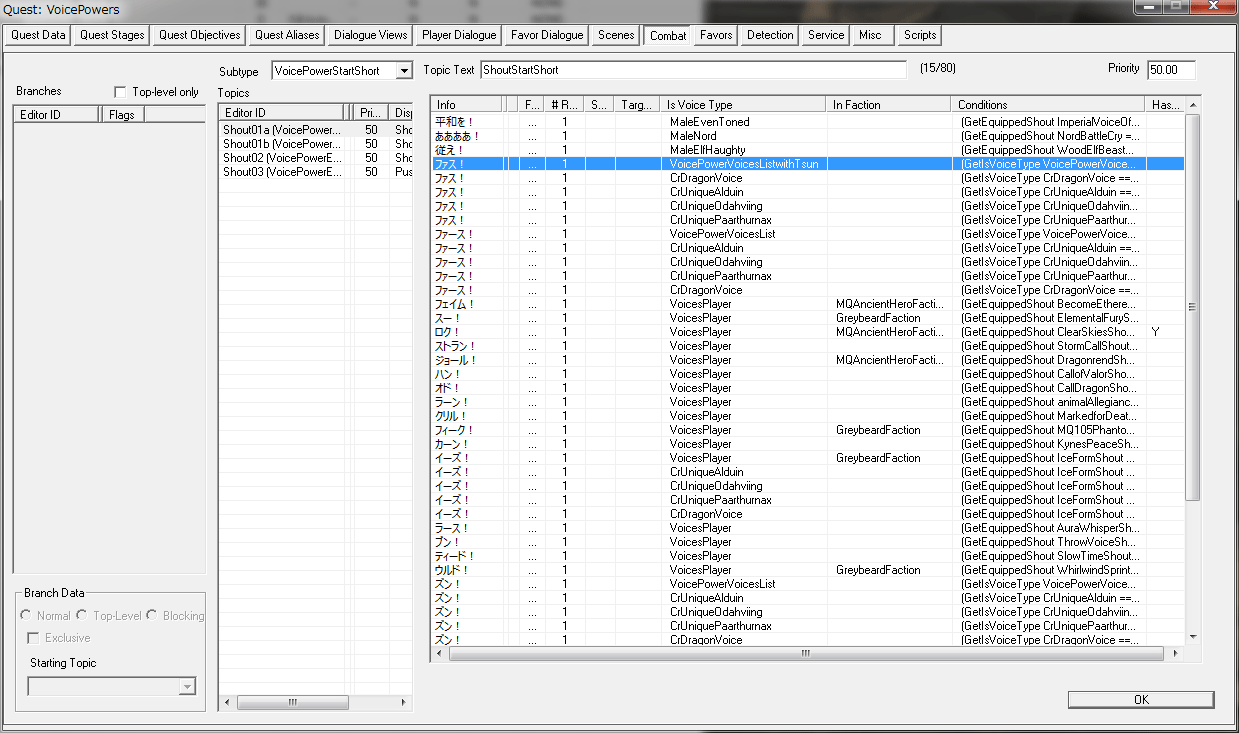 Quest: VoicePowers
Quest Data Quest Stages Quest Objectives Quest Aliases Dialogue Views Player Dialogue Favor Dialogue Scenes Combat Favors Detection Service Misc Scripts
Subtype VoicePowerStartShort Topic Text ShoutStartShort (15/80) Priority 50.00
Branches Top-level only Topics
Editor ID Flags
Editor ID Pri... Disp
Shout01a (VoicePower... 50 Sho
Shout01b (VoicePower... 50 Sho
Shout02 (VoicePowerE... 50 Sho
Shout03 (VoicePowerE... 50 Pus
Info F... # R... S... Targ... Is Voice Type In Faction Conditions Has...
平和を！ ... 1 MaleEvenToned (GetEquippedShout ImperialVoiceOf...
ああああ！ ... 1 MaleNord (GetEquippedShout NordBattleCry =...
従え！ ... 1 MaleElfHaughty (GetEquippedShout WoodElfBeast...
ファス！ ... 1 VoicePowerVoicesListwithTsun (GetIsVoiceType VoicePowerVoice...
ファス！ ... 1 CrDragonVoice (GetIsVoiceType CrDragonVoice ==...
ファス！ ... 1 CrUniqueAlduin (GetIsVoiceType CrUniqueAlduin ==...
ファス！ ... 1 CrUniqueOdahviing (GetIsVoiceType CrUniqueOdahviin...
ファス！ ... 1 CrUniquePaarthurnax (GetIsVoiceType CrUniquePaarthur...
ファース！ ... 1 VoicePowerVoicesList (GetIsVoiceType VoicePowerVoice...
ファース！ ... 1 CrUniqueAlduin (GetIsVoiceType CrUniqueAlduin ==...
ファース！ ... 1 CrUniqueOdahviing (GetIsVoiceType CrUniqueOdahviin...
ファース！ ... 1 CrUniquePaarthurnax (GetIsVoiceType CrUniquePaarthur...
ファース！ ... 1 CrDragonVoice (GetIsVoiceType CrDragonVoice ==...
フェイム！ ... 1 VoicesPlayer MQAncientHeroFacti... (GetEquippedShout BecomeEthere...
スー！ ... 1 VoicesPlayer GreybeardFaction (GetEquippedShout ElementalFuryS...
ロク！ ... 1 VoicesPlayer MQAncientHeroFacti... (GetEquippedShout ClearSkiesSho... Y
ストラン！ ... 1 VoicesPlayer (GetEquippedShout StormCallShout...
ジョール！ ... 1 VoicesPlayer MQAncientHeroFacti... (GetEquippedShout DragonrendSh...
ハン！ ... 1 VoicesPlayer (GetEquippedShout CallofValorSho...
オド！ ... 1 VoicesPlayer (GetEquippedShout CallDragonSho...
ラーン！ ... 1 VoicesPlayer (GetEquippedShout animalAllegianc...
クリル！ ... 1 VoicesPlayer (GetEquippedShout MarkedforDeat...
フィーク！ ... 1 VoicesPlayer GreybeardFaction (GetEquippedShout MQ105Phanto...
カーン！ ... 1 VoicesPlayer (GetEquippedShout KynesPeaceSh...
イーズ！ ... 1 VoicesPlayer GreybeardFaction (GetEquippedShout IceFormShout ...
イーズ！ ... 1 CrUniqueAlduin (GetEquippedShout IceFormShout ...
イーズ！ ... 1 CrUniqueOdahviing (GetEquippedShout IceFormShout ...
イーズ！ ... 1 CrUniquePaarthurnax (GetEquippedShout IceFormShout ...
イーズ！ ... 1 CrDragonVoice (GetEquippedShout IceFormShout ...
ラース！ ... 1 VoicesPlayer (GetEquippedShout AuraWhisperSh...
ブン！ ... 1 VoicesPlayer (GetEquippedShout ThrowVoiceSh...
ティード！ ... 1 VoicesPlayer (GetEquippedShout SlowTimeShout...
ウルド！ ... 1 VoicesPlayer GreybeardFaction (GetEquippedShout WhirlwindSprint...
ズン！ ... 1 VoicePowerVoicesList (GetIsVoiceType VoicePowerVoice...
ズン！ ... 1 CrUniqueAlduin (GetIsVoiceType CrUniqueAlduin ==...
ズン！ ... 1 CrUniqueOdahviing (GetIsVoiceType CrUniqueOdahviin...
ズン！ ... 1 CrUniquePaarthurnax (GetIsVoiceType CrUniquePaarthur...
ズン！ ... 1 CrDragonVoice (GetIsVoiceType CrDragonVoice ==...
Branch Data
Normal Top-Level Blocking
Exclusive
Starting Topic
OK